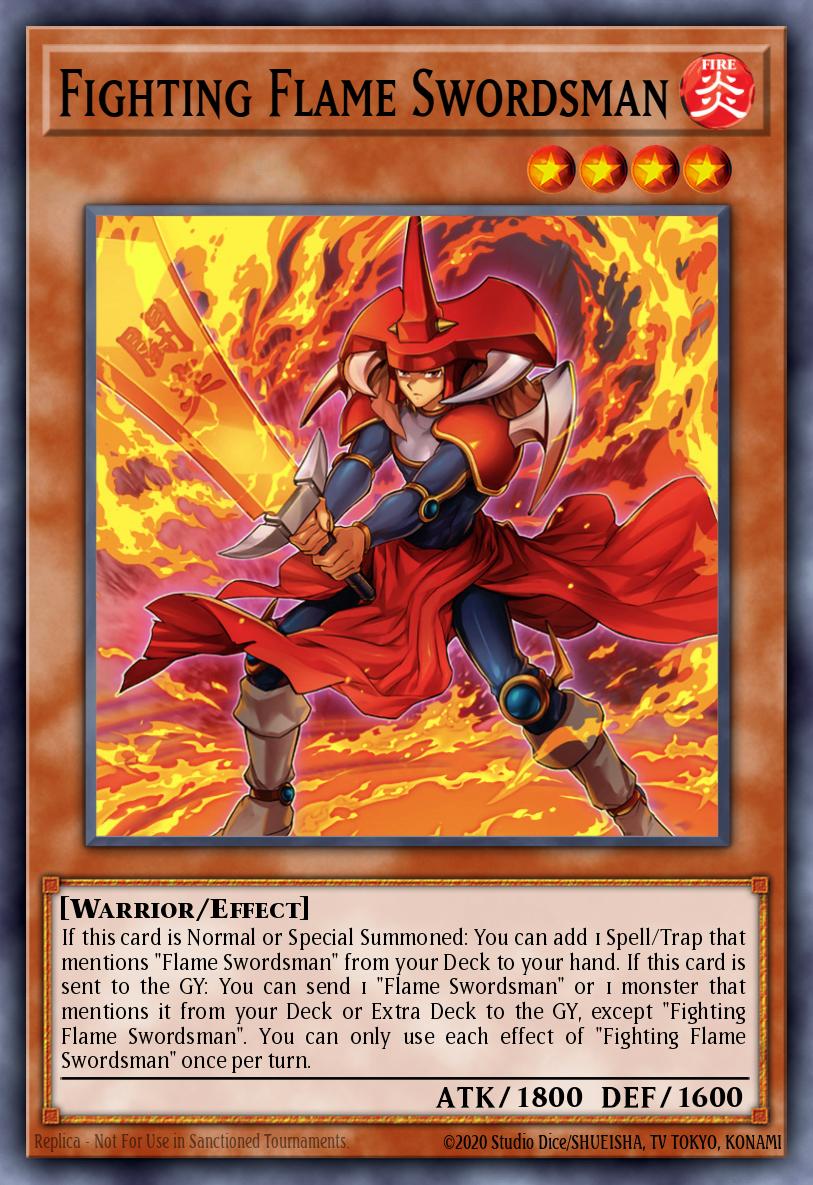 Fighting Flame Swordsman
FIRE
炎
闘
[Warrior/Effect]
If this card is Normal or Special Summoned: You can add 1 Spell/Trap that
mentions "Flame Swordsman" from your Deck to your hand. If this card is
sent to the GY: You can send 1 "Flame Swordsman" or 1 monster that
mentions it from your Deck or Extra Deck to the GY, except "Fighting
Flame Swordsman". You can only use each effect of "Fighting Flame
Swordsman" once per turn.
ATK/1800 DEF/1600
Replica - Not For Use in Sanctioned Tournaments.
©2020 Studio Dice/SHUEISHA, TV TOKYO, KONAMI